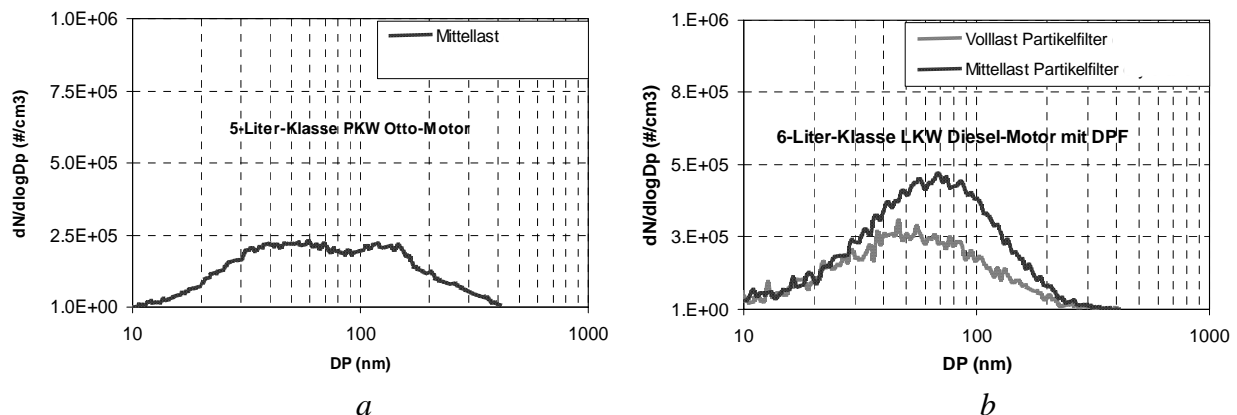 1.0E+06
7.5E+05
5.0E+05
2.5E+05
1.0E+00
dN/dlogDp (#/cm3)
Mittellast
5-Liter-Klasse PKW Otto-Motor
10 100 1000
DP (nm)
a
1.E+06
8.E+05
5.E+05
3.E+05
1.E+00
dN/dlogDp (#/cm3)
Volllast Partikelfilter
Mittellast Partikelfilter
6-Liter-Klasse LKW Diesel-Motor mit DPF
10 100 1000
DP (nm)
b